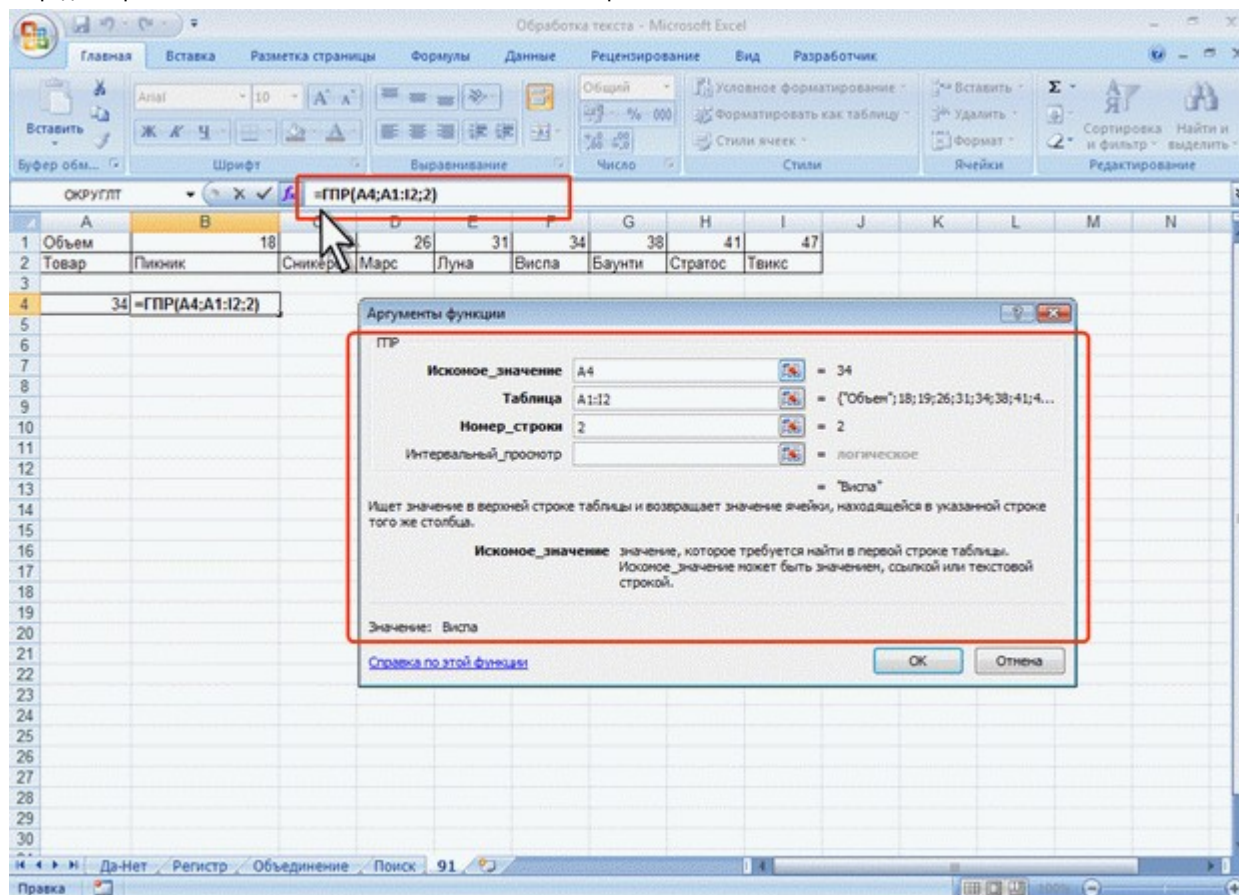 Обработка текста - Microsoft Excel
Главная Вставка Разметка страницы Формулы Данные Рецензирование Вид Разработчик
Arial 10 Общий Условное форматирование Вставить Σ
Вставить Ж К Ч % 000 Форматировать как таблицу Удалить Сортировка Найти и
Стили ячеек Формат и фильтр выделить
Буфер обм... Шрифт Выравнивание Число Стили Ячейки Редактирование
ОКРУГЛТ =ГПР(A4;A1:I2;2)
A B D E F G H I J K L M N
1 Объем 18 26 31 34 38 41 47
2 Товар Пикник Сникерс Марс Луна Виспа Баунти Стратос Твикс
3
4 34 =ГПР(A4;A1:I2;2)
Аргументы функции
5
6 ГПР
7 Искомое_значение A4 = 34
8
9 Таблица A1:I2 = {"Объем";18;19;26;31;34;38;41;4...
10 Номер_строки 2 = 2
11 Интервальный_просмотр = логическое
12
13 = "Виспа"
14 Ищет значение в верхней строке таблицы и возвращает значение ячейки, находящейся в указанной строке
15 того же столбца.
16 Искомое_значение значение, которое требуется найти в первой строке таблицы.
17 Искомое_значение может быть значением, ссылкой или текстовой
18 строкой.
19
20 Значение: Виспа
21 Справка по этой функции ОК Отмена
22
23
24
25
26
27
28
29
30
Да-Нет Регистр Объединение Поиск 91
Правка 100%